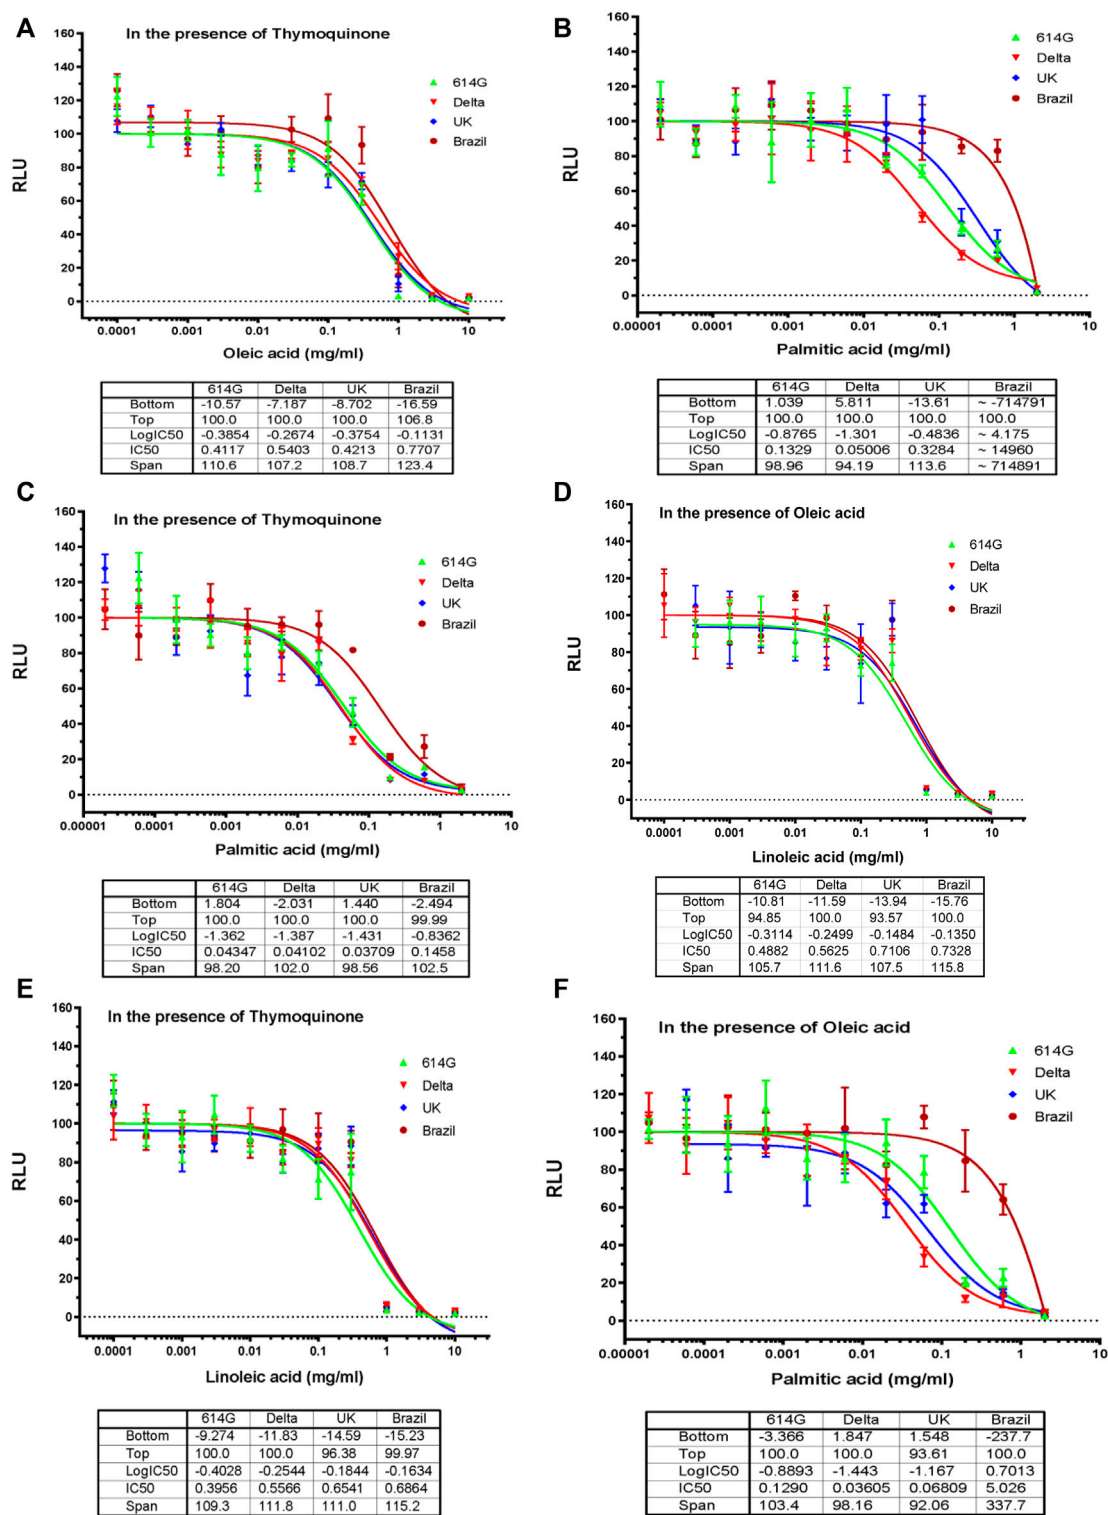 A
In the presence of Thymoquinone
160
140
120
100
80
60
40
20
0
RLU
614G
Delta
UK
Brazil
0.0001 0.001 0.01 0.1 1 10
Oleic acid (mg/ml)
614G Delta UK Brazil
Bottom -10.57 -7.187 -8.702 -16.59
Top 100.0 100.0 100.0 106.8
LogIC50 -0.3854 -0.2674 -0.3754 -0.1131
IC50 0.4117 0.5403 0.4213 0.7707
Span 110.6 107.2 108.7 123.4
B
160
140
120
100
80
60
40
20
0
RLU
614G
Delta
UK
Brazil
0.00001 0.0001 0.001 0.01 0.1 1 10
Palmitic acid (mg/ml)
614G Delta UK Brazil
Bottom 1.039 5.811 -13.61 ~ -714791
Top 100.0 100.0 100.0 100.0
LogIC50 -0.8765 -1.301 -0.4836 ~ 4.175
IC50 0.1329 0.05006 0.3284 ~ 14960
Span 98.96 94.19 113.6 ~ 714891
C
In the presence of Thymoquinone
160
140
120
100
80
60
40
20
0
RLU
614G
Delta
UK
Brazil
0.00001 0.0001 0.001 0.01 0.1 1 10
Palmitic acid (mg/ml)
614G Delta UK Brazil
Bottom 1.804 -2.031 1.440 -2.494
Top 100.0 100.0 100.0 99.99
LogIC50 -1.362 -1.387 -1.431 -0.8362
IC50 0.04347 0.04102 0.03709 0.1458
Span 98.20 102.0 98.56 102.5
D
In the presence of Oleic acid
160
140
120
100
80
60
40
20
0
RLU
614G
Delta
UK
Brazil
0.0001 0.001 0.01 0.1 1 10
Linoleic acid (mg/ml)
614G Delta UK Brazil
Bottom -10.81 -11.59 -13.94 -15.76
Top 94.85 100.0 93.57 100.0
LogIC50 -0.3114 -0.2499 -0.1484 -0.1350
IC50 0.4882 0.5625 0.7106 0.7328
Span 105.7 111.6 107.5 115.8
E
In the presence of Thymoquinone
160
140
120
100
80
60
40
20
0
RLU
614G
Delta
UK
Brazil
0.0001 0.001 0.01 0.1 1 10
Linoleic acid (mg/ml)
614G Delta UK Brazil
Bottom -9.274 -11.83 -14.59 -15.23
Top 100.0 100.0 96.38 99.97
LogIC50 -0.4028 -0.2544 -0.1844 -0.1634
IC50 0.3956 0.5566 0.6541 0.6864
Span 109.3 111.8 111.0 115.2
F
In the presence of Oleic acid
160
140
120
100
80
60
40
20
0
RLU
614G
Delta
UK
Brazil
0.00001 0.0001 0.001 0.01 0.1 1 10
Palmitic acid (mg/ml)
614G Delta UK Brazil
Bottom -3.366 1.847 1.548 -237.7
Top 100.0 100.0 93.61 100.0
LogIC50 -0.8893 -1.443 -1.167 0.7013
IC50 0.1290 0.03605 0.06809 5.026
Span 103.4 98.16 92.06 337.7